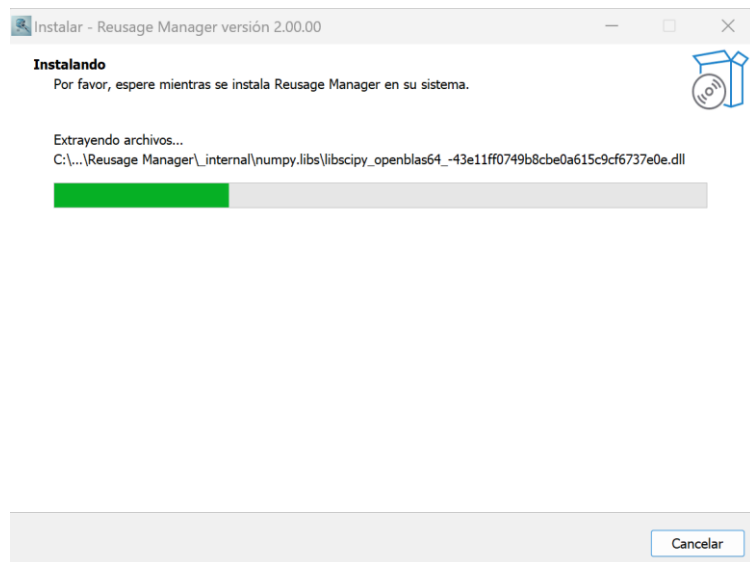 Instalar - Reusage Manager versión 2.00.00
Instalando
Por favor, espere mientras se instala Reusage Manager en su sistema.
Extrayendo archivos...
C:\...\Reusage Manager\_internal\numpy.libs\libscipy_openblas64_-43e11ff0749b8cbe0a615c9cf6737e0e.dll
Cancelar